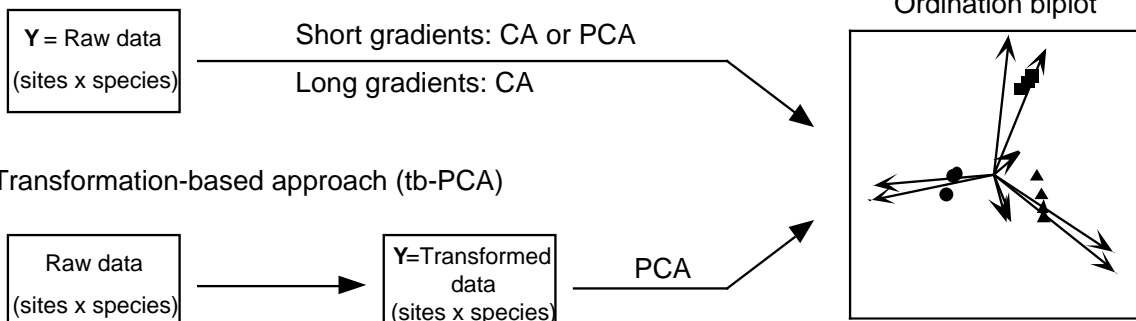 Ordination biplot
Y = Raw data
(sites x species)
Short gradients: CA or PCA
Long gradients: CA
Transformation-based approach (tb-PCA)
Raw data
(sites x species)
Y=Transformed
data
(sites x species)
PCA